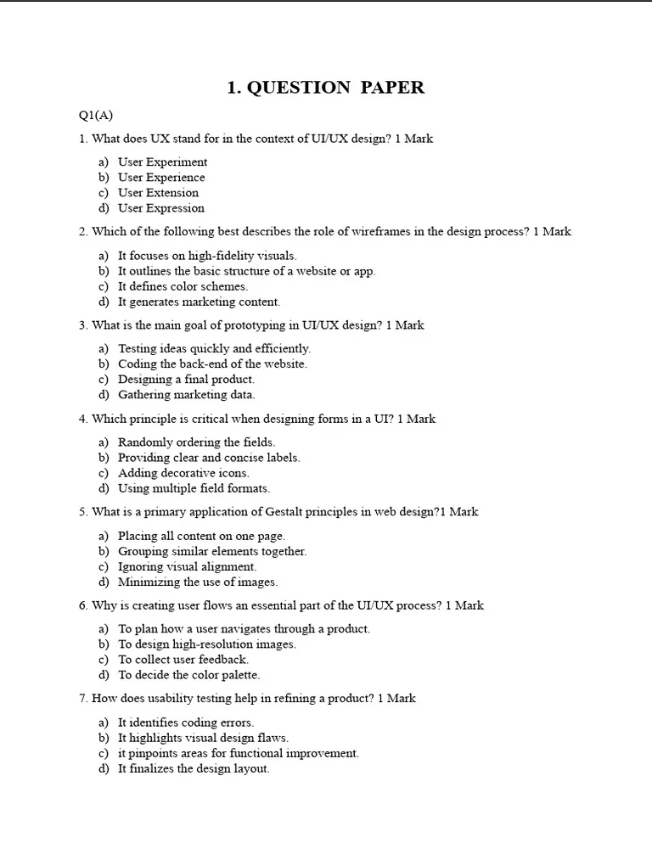 1. QUESTION PAPER
Q1(A)
1. What does UX stand for in the context of UI/UX design? 1 Mark
a) User Experiment
b) User Experience
c) User Extension
d) User Expression
2. Which of the following best describes the role of wireframes in the design process? 1 Mark
a) It focuses on high-fidelity visuals.
b) It outlines the basic structure of a website or app.
c) It defines color schemes.
d) It generates marketing content.
3. What is the main goal of prototyping in UI/UX design? 1 Mark
a) Testing ideas quickly and efficiently.
b) Coding the back-end of the website.
c) Designing a final product.
d) Gathering marketing data.
4. Which principle is critical when designing forms in a UI? 1 Mark
a) Randomly ordering the fields.
b) Providing clear and concise labels.
c) Adding decorative icons.
d) Using multiple field formats.
5. What is a primary application of Gestalt principles in web design?1 Mark
a) Placing all content on one page.
b) Grouping similar elements together.
c) Ignoring visual alignment.
d) Minimizing the use of images.
6. Why is creating user flows an essential part of the UI/UX process? 1 Mark
a) To plan how a user navigates through a product.
b) To design high-resolution images.
c) To collect user feedback.
d) To decide the color palette.
7. How does usability testing help in refining a product? 1 Mark
a) It identifies coding errors.
b) It highlights visual design flaws.
c) it pinpoints areas for functional improvement.
d) It finalizes the design layout.